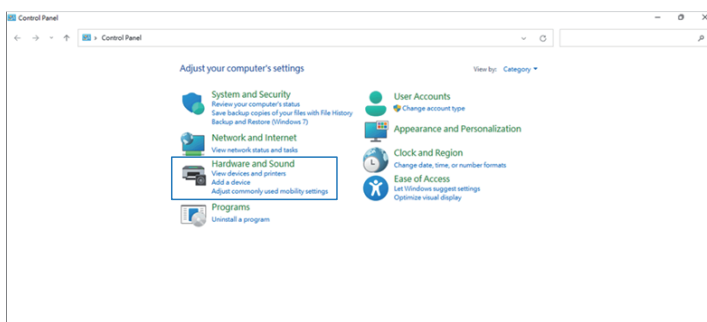 Control Panel
Control Panel
Adjust your computer's settings
View by: Category
System and Security
Review your computer's status
Save backup copies of your files with File History
Backup and Restore (Windows 7)
Network and Internet
View network status and tasks
Hardware and Sound
View devices and printers
Add a device
Adjust commonly used mobility settings
Programs
Uninstall a program
User Accounts
Change account type
Appearance and Personalization
Clock and Region
Change date, time, or number formats
Ease of Access
Let Windows suggest settings
Optimize visual display